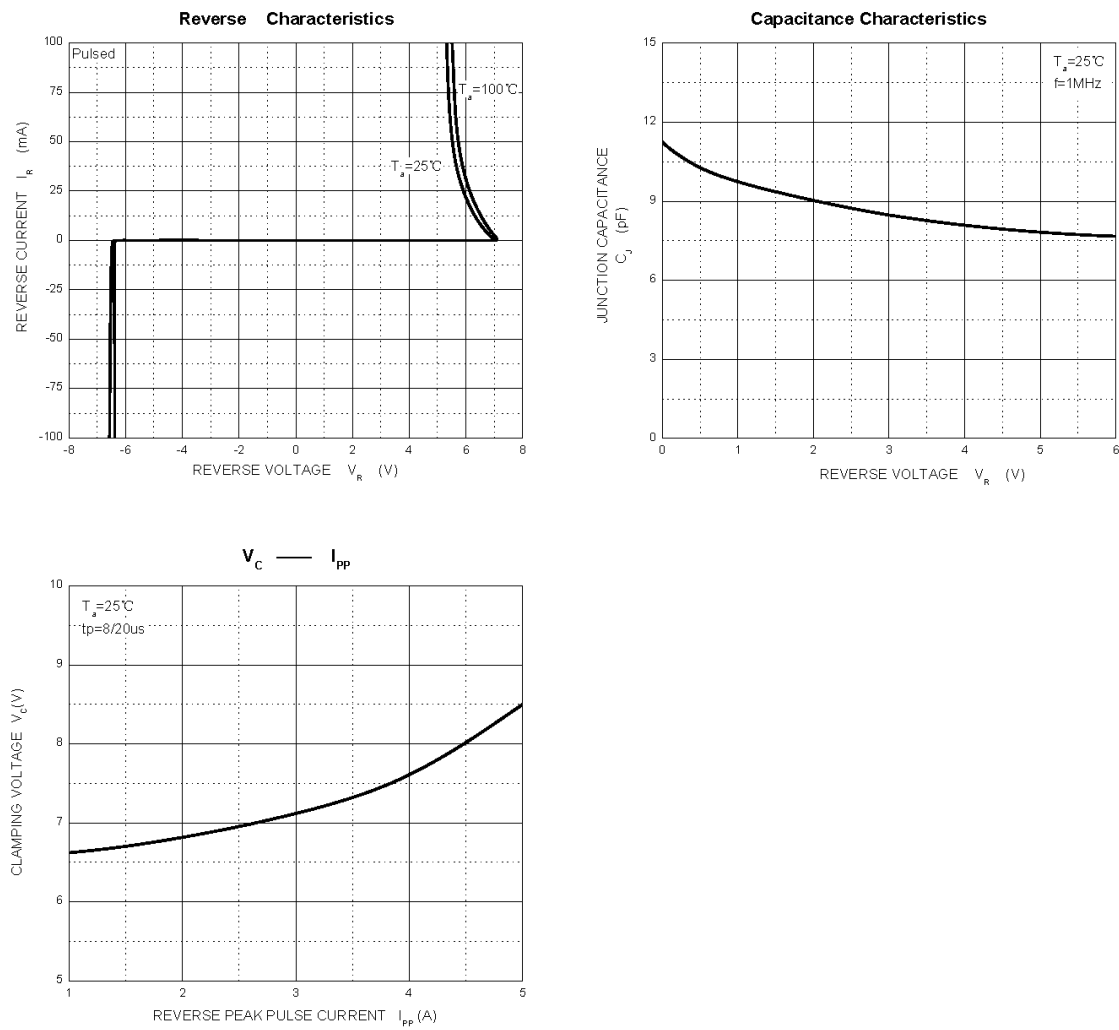 Reverse Characteristics
Pulsed
100
75
50
25
0
-25
-50
-75
-100
-8
-6
-4
-2
0
2
4
6
8
Ta=100℃
Ta=25℃
REVERSE CURRENT IR (mA)
REVERSE VOLTAGE VR (V)
Capacitance Characteristics
Ta=25℃
f=1MHz
15
12
9
6
3
0
0
1
2
3
4
5
6
JUNCTION CAPACITANCE
CJ (pF)
REVERSE VOLTAGE VR (V)
VC —— IPP
Ta=25℃
tp=8/20us
10
9
8
7
6
5
1
2
3
4
5
CLAMPING VOLTAGE VC(V)
REVERSE PEAK PULSE CURRENT IPP (A)